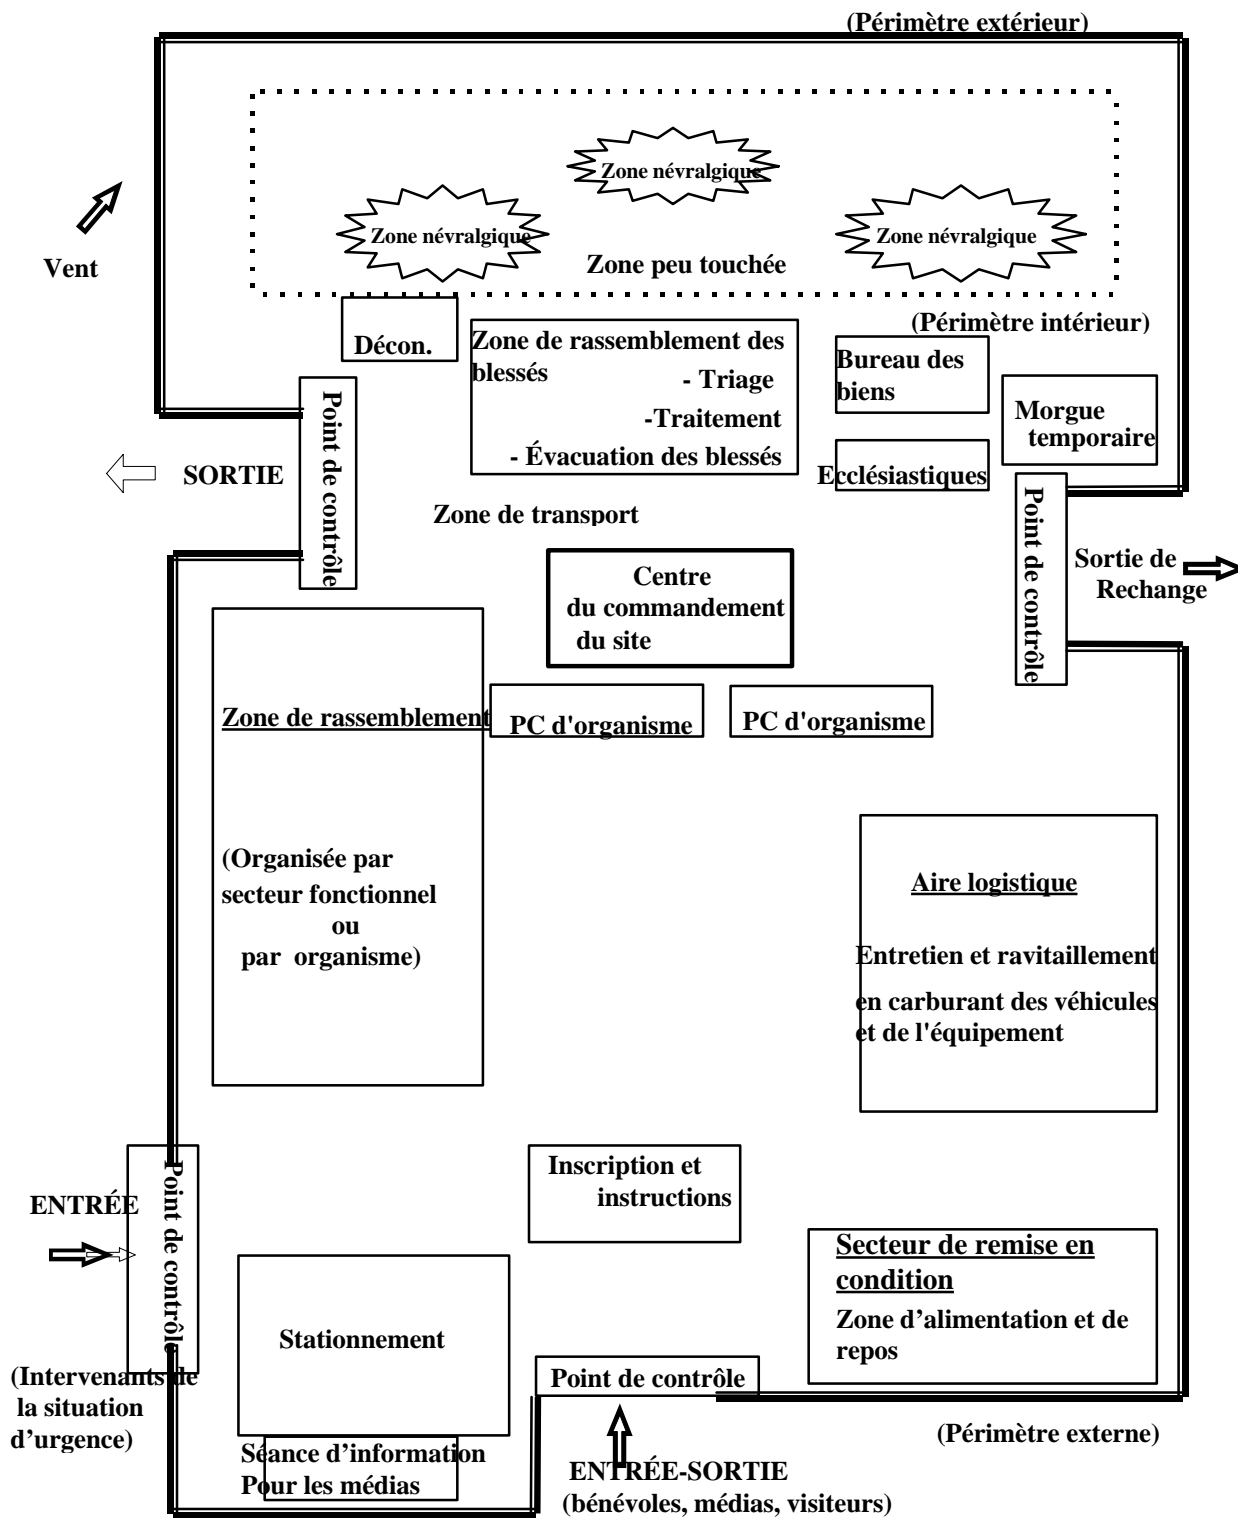 (Périmètre extérieur)
Zone névralgique
Zone névralgique
Zone névralgique
Vent
Zone peu touchée
(Périmètre intérieur)
Décon.
Zone de rassemblement des
blessés
- Triage
-Traitement
- Évacuation des blessés
Bureau des
biens
Morgue
temporaire
Ecclésiastiques
Point de contrôle
SORTIE
Zone de transport
Point de contrôle
Sortie de
Rechange
Centre
du commandement
du site
Zone de rassemblement
PC d'organisme
PC d'organisme
(Organisée par
secteur fonctionnel
ou
par organisme)
Aire logistique
Entretien et ravitaillement
en carburant des véhicules
et de l'équipement
Inscription et
instructions
ENTRÉE
Point de contrôle
(Intervenants de
la situation
d’urgence)
Secteur de remise en
condition
Zone d’alimentation et de
repos
Stationnement
Point de contrôle
(Périmètre externe)
Séance d’information
Pour les médias
ENTRÉE-SORTIE
(bénévoles, médias, visiteurs)